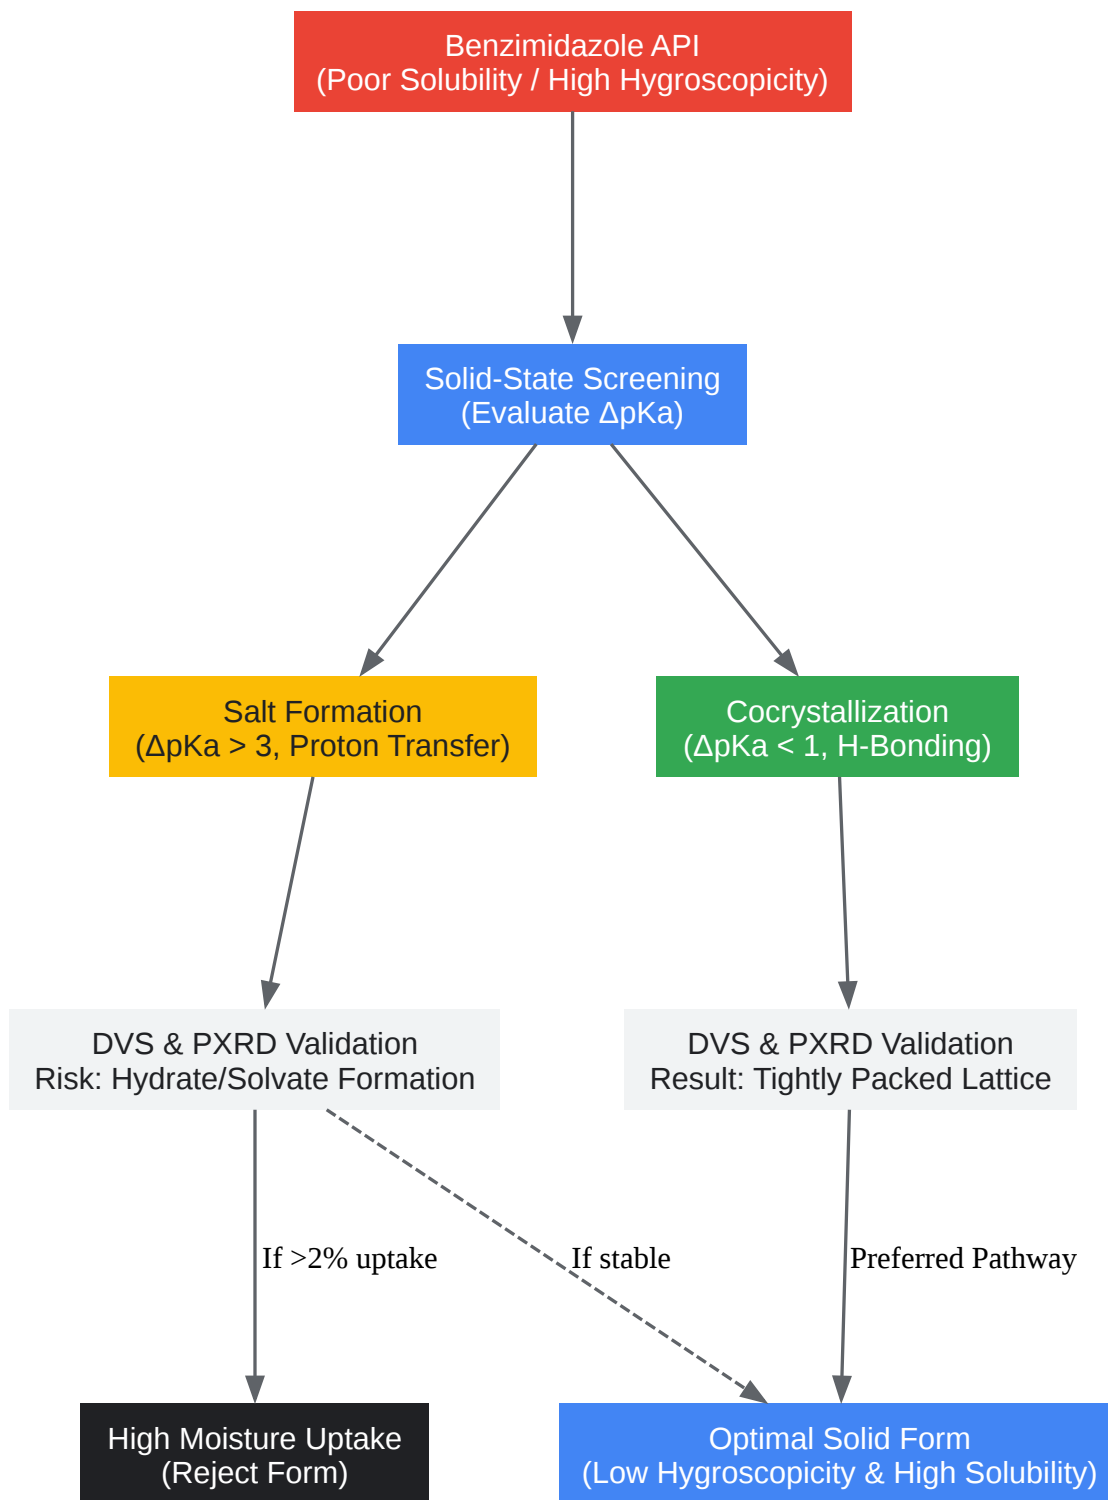 Benzimidazole API
(Poor Solubility / High Hygroscopicity)
Solid-State Screening
(Evaluate ΔpKa)
Salt Formation
(ΔpKa > 3, Proton Transfer)
Cocrystallization
(ΔpKa < 1, H-Bonding)
DVS & PXRD Validation
Risk: Hydrate/Solvate Formation
DVS & PXRD Validation
Result: Tightly Packed Lattice
If >2% uptake
If stable
Preferred Pathway
High Moisture Uptake
(Reject Form)
Optimal Solid Form
(Low Hygroscopicity & High Solubility)